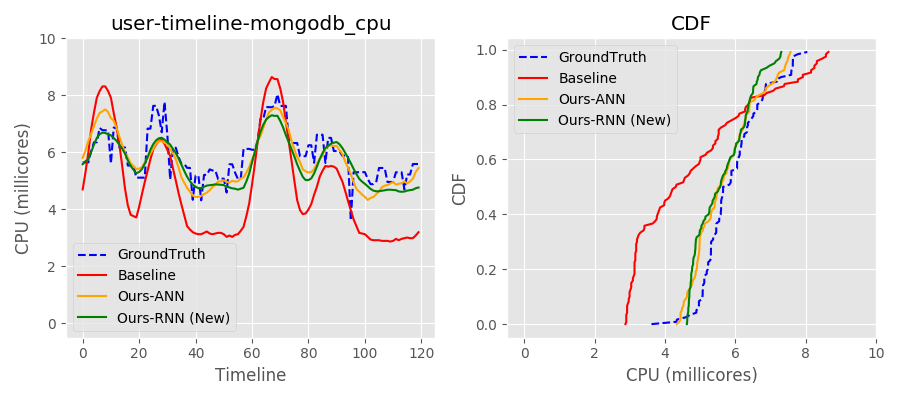 user-timeline-mongodb_cpu
CPU (millicores)
10
8
6
4
2
0
GroundTruth
Baseline
Ours-ANN
Ours-RNN (New)
0 20 40 60 80 100 120
Timeline
CDF
CDF
1.0
0.8
0.6
0.4
0.2
0.0
GroundTruth
Baseline
Ours-ANN
Ours-RNN (New)
0 2 4 6 8 10
CPU (millicores)